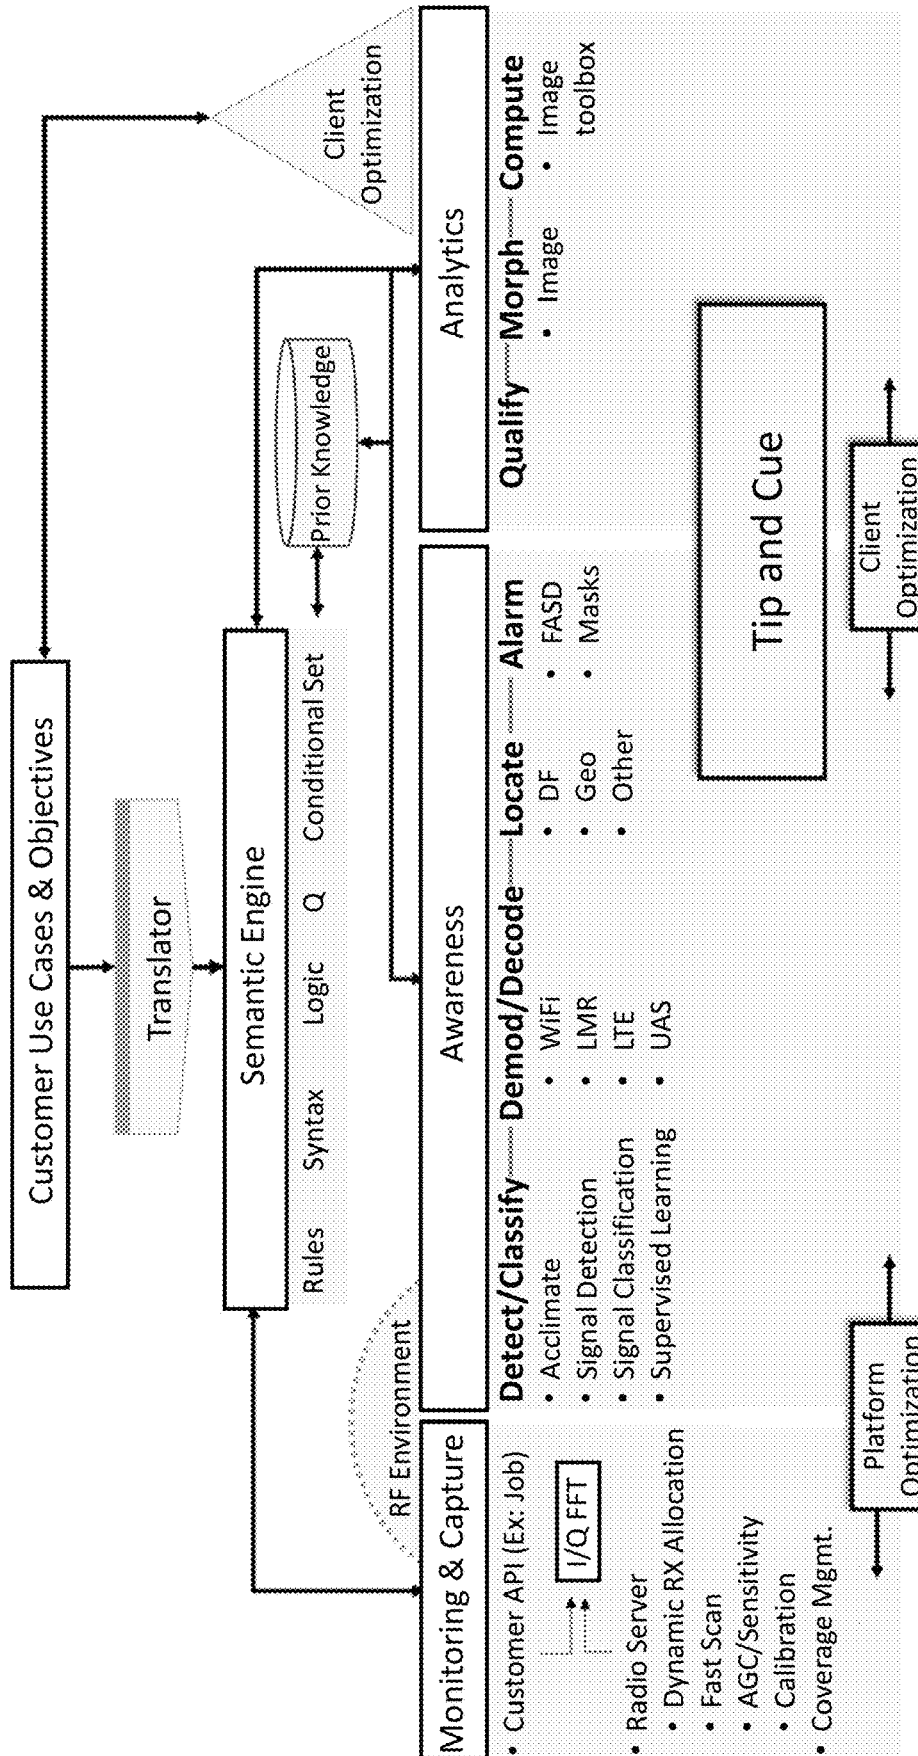 Customer Use Cases & Objectives
Translator
Semantic Engine
Rules Syntax Logic Q Conditional Set
Prior Knowledge
Client
Optimization
RF Environment
Monitoring & Capture
Awareness
Analytics
• Customer API (Ex: Job)
I/Q FFT
• Radio Server
• Dynamic RX Allocation
• Fast Scan
• AGC/Sensitivity
• Calibration
• Coverage Mgmt.
Detect/Classify
• Acclimate
• Signal Detection
• Signal Classification
• Supervised Learning
Demod/Decode
• WiFi
• LMR
• LTE
• UAS
Locate
• DF
• Geo
• Other
Alarm
• FASD
• Masks
Qualify
Morph
• Image
Compute
• Image
toolbox
Tip and Cue
Platform
Optimization
Client
Optimization